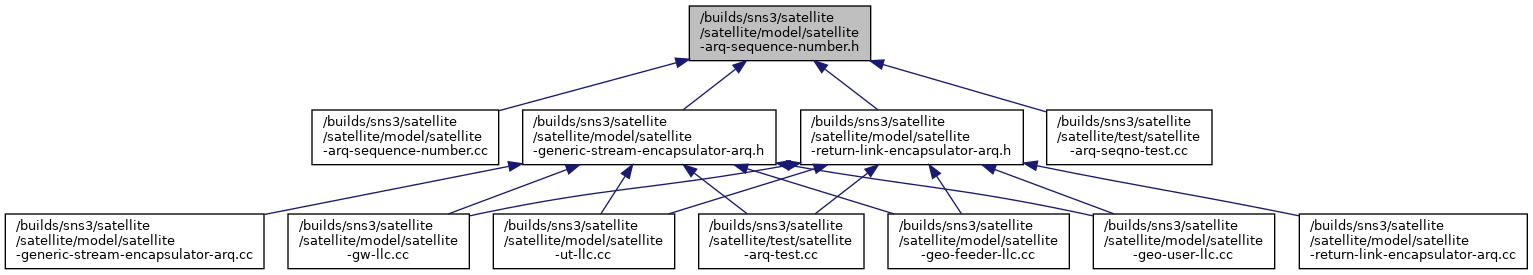 /builds/sns3/satellite
/satellite/model/satellite
-arq-sequence-number.h
/builds/sns3/satellite
/satellite/model/satellite
-arq-sequence-number.cc
/builds/sns3/satellite
/satellite/model/satellite
-generic-stream-encapsulator-arq.h
/builds/sns3/satellite
/satellite/model/satellite
-return-link-encapsulator-arq.h
/builds/sns3/satellite
/satellite/test/satellite
-arq-seqno-test.cc
/builds/sns3/satellite
/satellite/model/satellite
-generic-stream-encapsulator-arq.cc
/builds/sns3/satellite
/satellite/model/satellite
-gw-llc.cc
/builds/sns3/satellite
/satellite/model/satellite
-ut-llc.cc
/builds/sns3/satellite
/satellite/test/satellite
-arq-test.cc
/builds/sns3/satellite
/satellite/model/satellite
-geo-feeder-llc.cc
/builds/sns3/satellite
/satellite/model/satellite
-geo-user-llc.cc
/builds/sns3/satellite
/satellite/model/satellite
-return-link-encapsulator-arq.cc